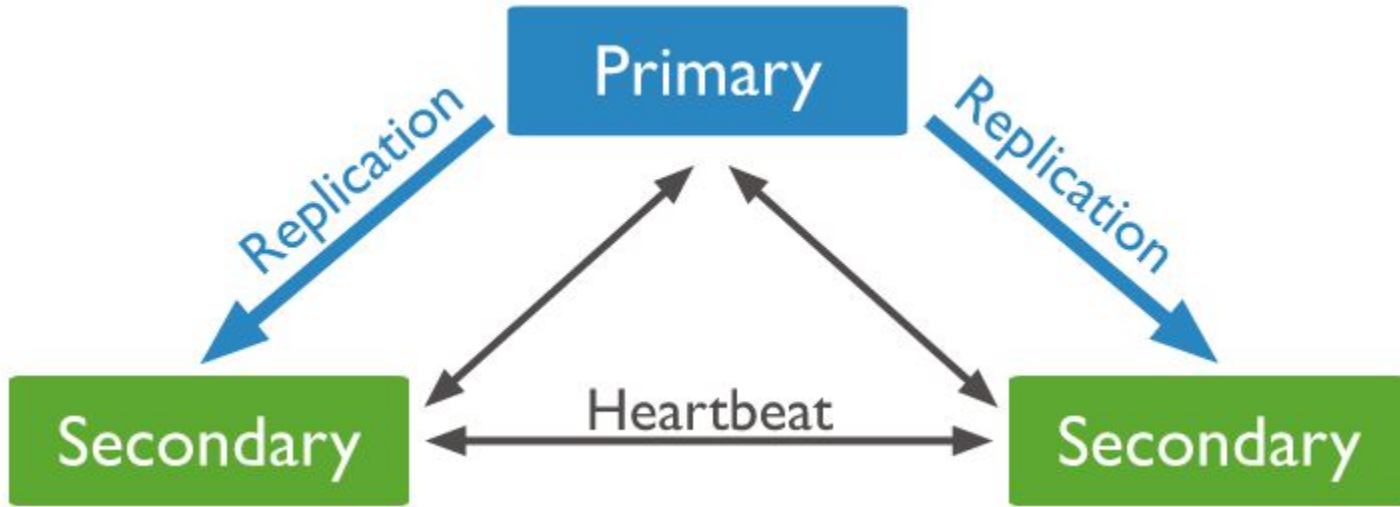 Primary
Replication
Replication
Heartbeat
Secondary
Secondary